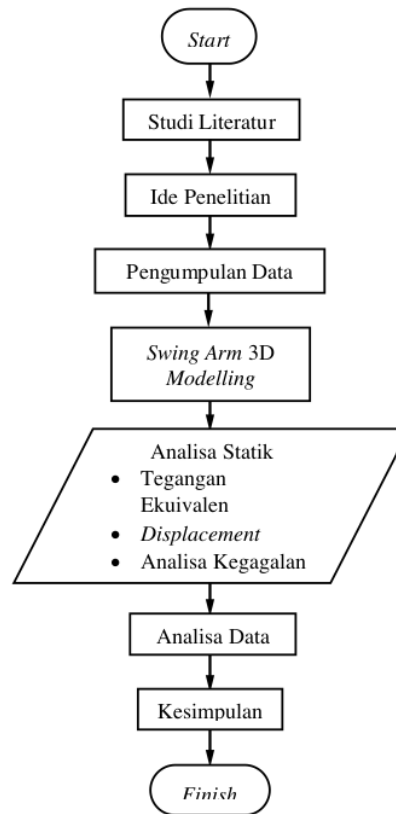 Start
Studi Literatur
Ide Penelitian
Pengumpulan Data
Swing Arm 3D
Modelling
Analisa Statik
• Tegangan
Ekuivalen
• Displacement
• Analisa Kegagalan
Analisa Data
Kesimpulan
Finish